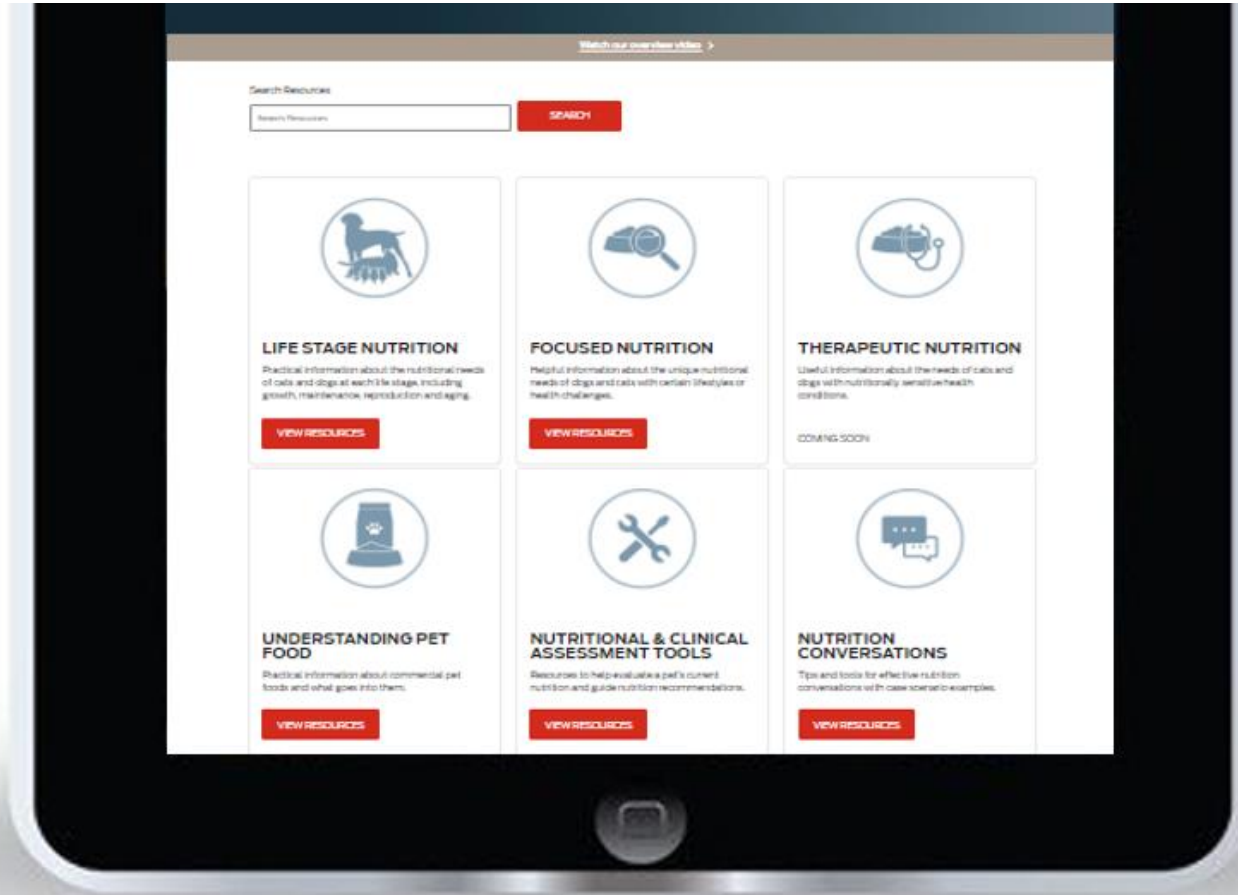 Watch our overview video >
Search Resources
Search Resources
SEARCH
LIFE STAGE NUTRITION
Practical information about the nutritional needs
of cats and dogs at each life stage, including
growth, maintenance, reproduction and aging.
VIEW RESOURCES
FOCUSED NUTRITION
Helpful information about the unique nutritional
needs of dogs and cats with certain lifestyles or
health challenges.
VIEW RESOURCES
THERAPEUTIC NUTRITION
Useful information about the needs of cats and
dogs with nutritionally sensitive health
conditions.
COMING SOON
UNDERSTANDING PET
FOOD
Practical information about commercial pet
foods and what goes into them.
VIEW RESOURCES
NUTRITIONAL & CLINICAL
ASSESSMENT TOOLS
Resources to help evaluate a pet's current
nutrition and guide nutrition recommendations.
VIEW RESOURCES
NUTRITION
CONVERSATIONS
Tips and tools for effective nutrition
conversations with case scenario examples.
VIEW RESOURCES